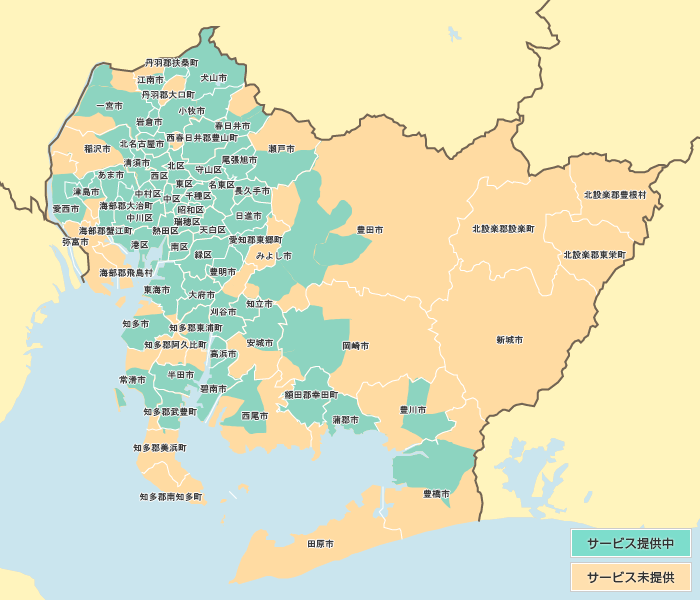 丹羽郡扶桑町
江南市
犬山市
丹羽郡大口町
一宮市
小牧市
岩倉市
春日井市
北名古屋市
西春日井郡豊山町
稲沢市
瀬戸市
清須市
北区
尾張旭市
守山区
あま市
西区
東区
名東区
長久手市
津島市
中村区
中区
千種区
愛西市
海部郡大治町
昭和区
日進市
中川区
瑞穂区
海部郡蟹江町
熱田区
天白区
弥富市
港区
南区
愛知郡東郷町
豊田市
緑区
みよし市
海部郡飛島村
豊明市
東海市
大府市
知立市
刈谷市
知多市
知多郡東浦町
知多郡阿久比町
安城市
岡崎市
高浜市
半田市
常滑市
碧南市
額田郡幸田町
知多郡武豊町
西尾市
蒲郡市
豊川市
知多郡美浜町
知多郡南知多町
豊橋市
田原市
新城市
北設楽郡豊根村
北設楽郡設楽町
北設楽郡東栄町
サービス提供中
サービス未提供